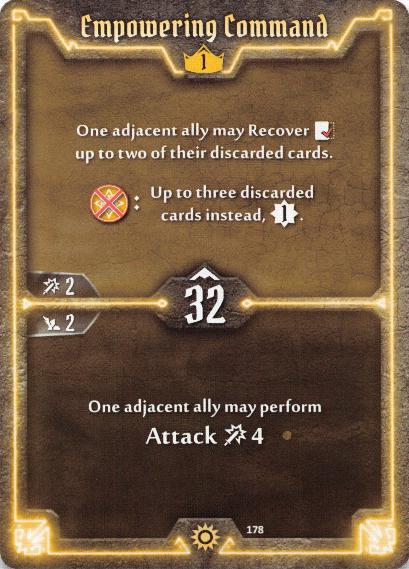 Empowering Command
1
One adjacent ally may Recover
up to two of their discarded cards.
: Up to three discarded
cards instead, 1.
2
32
2
One adjacent ally may perform
Attack 4
178